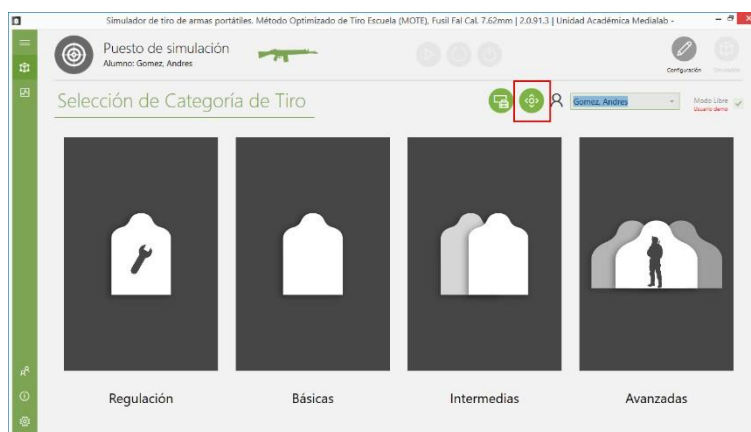 Simulador de tiro de armas portátiles. Método Optimizado de Tiro Escuela (MOTE), Fusil Fal Cal. 7.62mm | 2.0.91.3 | Unidad Académica Medialab -
Puesto de simulación
Alumno: Gomez, Andres
Configuración
Selección de Categoría de Tiro
Gomez, Andres
Modo Libre
Usuario demo
Regulación
Básicas
Intermedias
Avanzadas